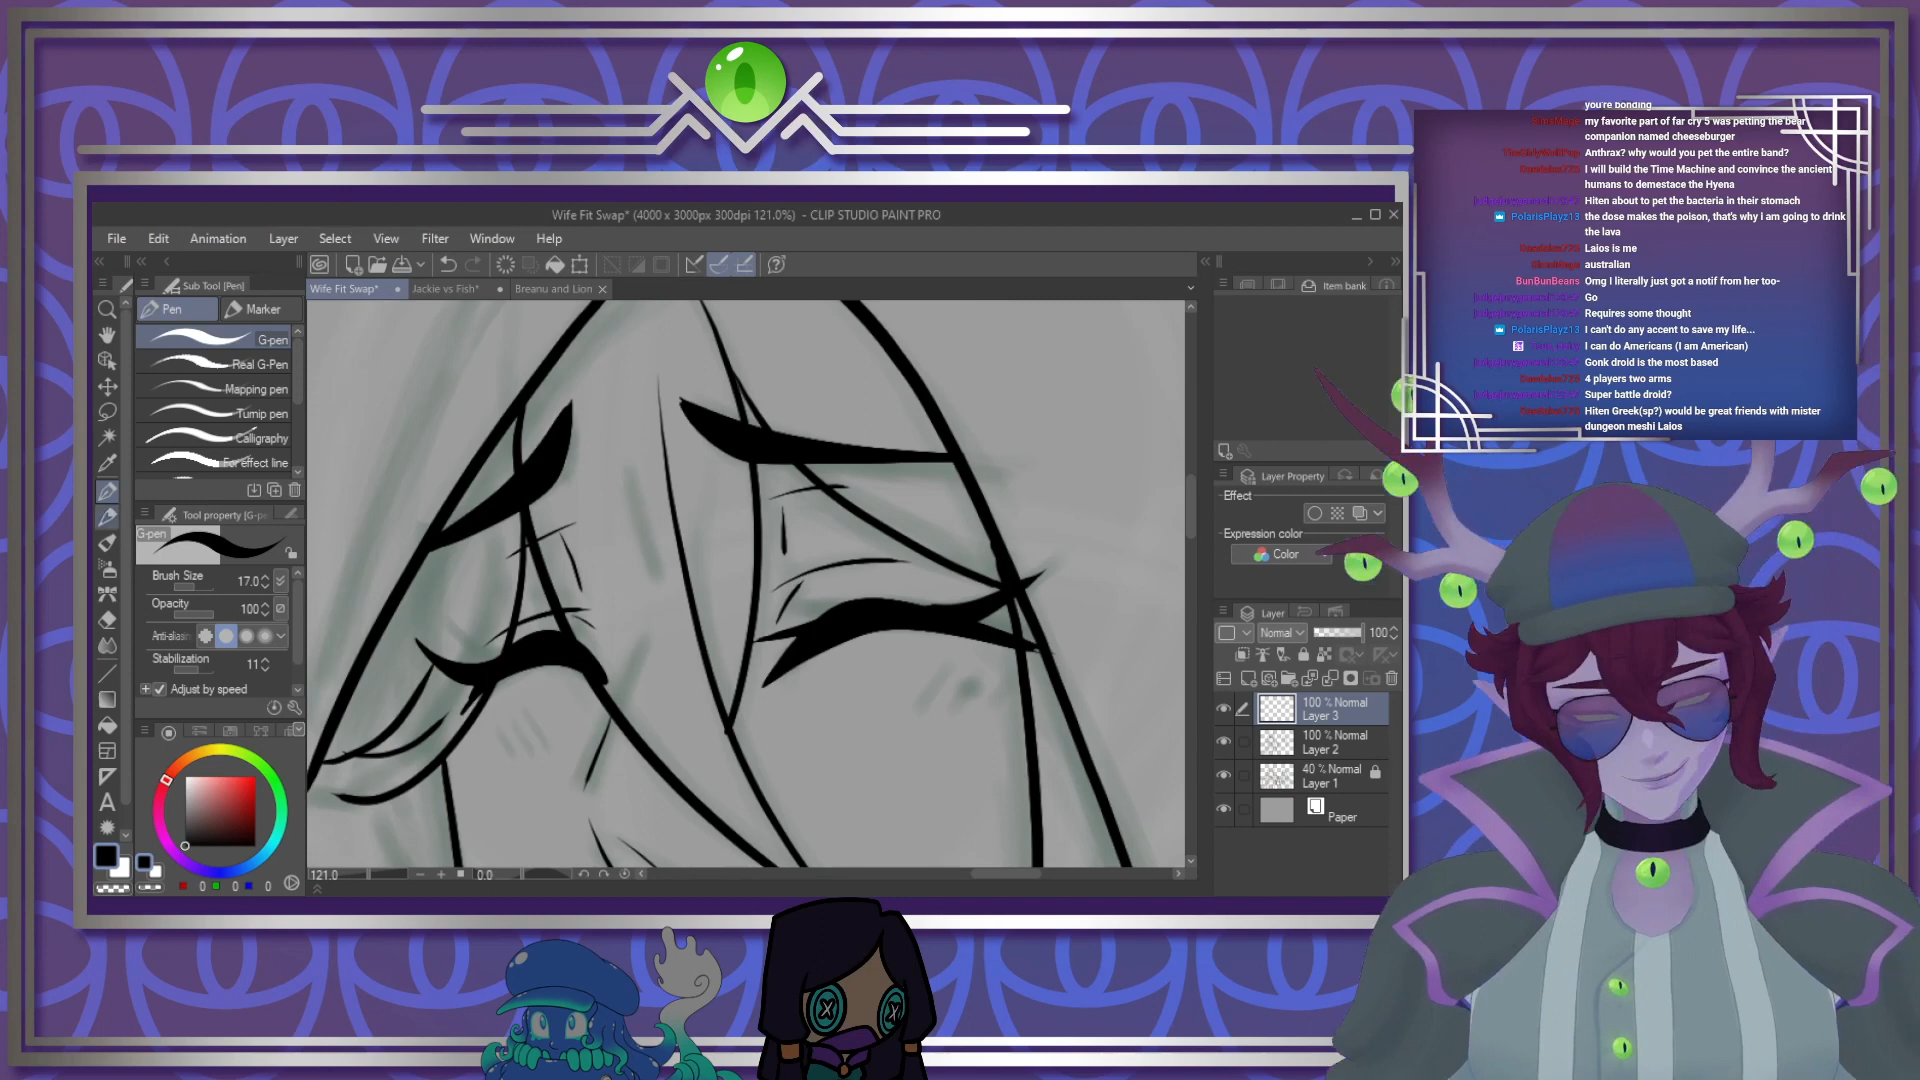 you're bonding
my favorite part of far cry 5 was petting the bear
companion named cheeseburger
Anthrax? why would you pet the entire band?
I will build the Time Machine and convince the ancient
humans to demestace the Hyena
Hiten about to pet the bacteria in their stomach
PolarisPlayz13 the dose makes the poison, that's why i am going to drink
the lava
Laios is me
australian
BunBunBeans Omg I literally just got a notif from her too-
Go
Requires some thought
PolarisPlayz13 I can't do any accent to save my life...
I can do Americans (I am American)
Gonk droid is the most based
4 players two arms
Super battle droid?
Hiten Greek(sp?) would be great friends with mister
dungeon meshi Laios
Wife Fit Swap* (4000 x 3000px 300dpi 121.0%) - CLIP STUDIO PAINT PRO
File Edit Animation Layer Select View Filter Window Help
Sub Tool [Pen]
Wife Fit Swap* Jackie vs Fish* Breanu and Lion
Pen Marker
G-pen
Real G-Pen
Mapping pen
Turnip pen
Calligraphy
For effect line
Tool property [G-pe
G-pen
Brush Size 17.0
Opacity 100
Anti-aliasin
Stabilization 11
Adjust by speed
0 0 0
121.0 0.0
Item bank
Layer Property
Effect
Expression color
Color
Layer
Normal 100
100 % Normal
Layer 3
100 % Normal
Layer 2
40 % Normal
Layer 1
Paper